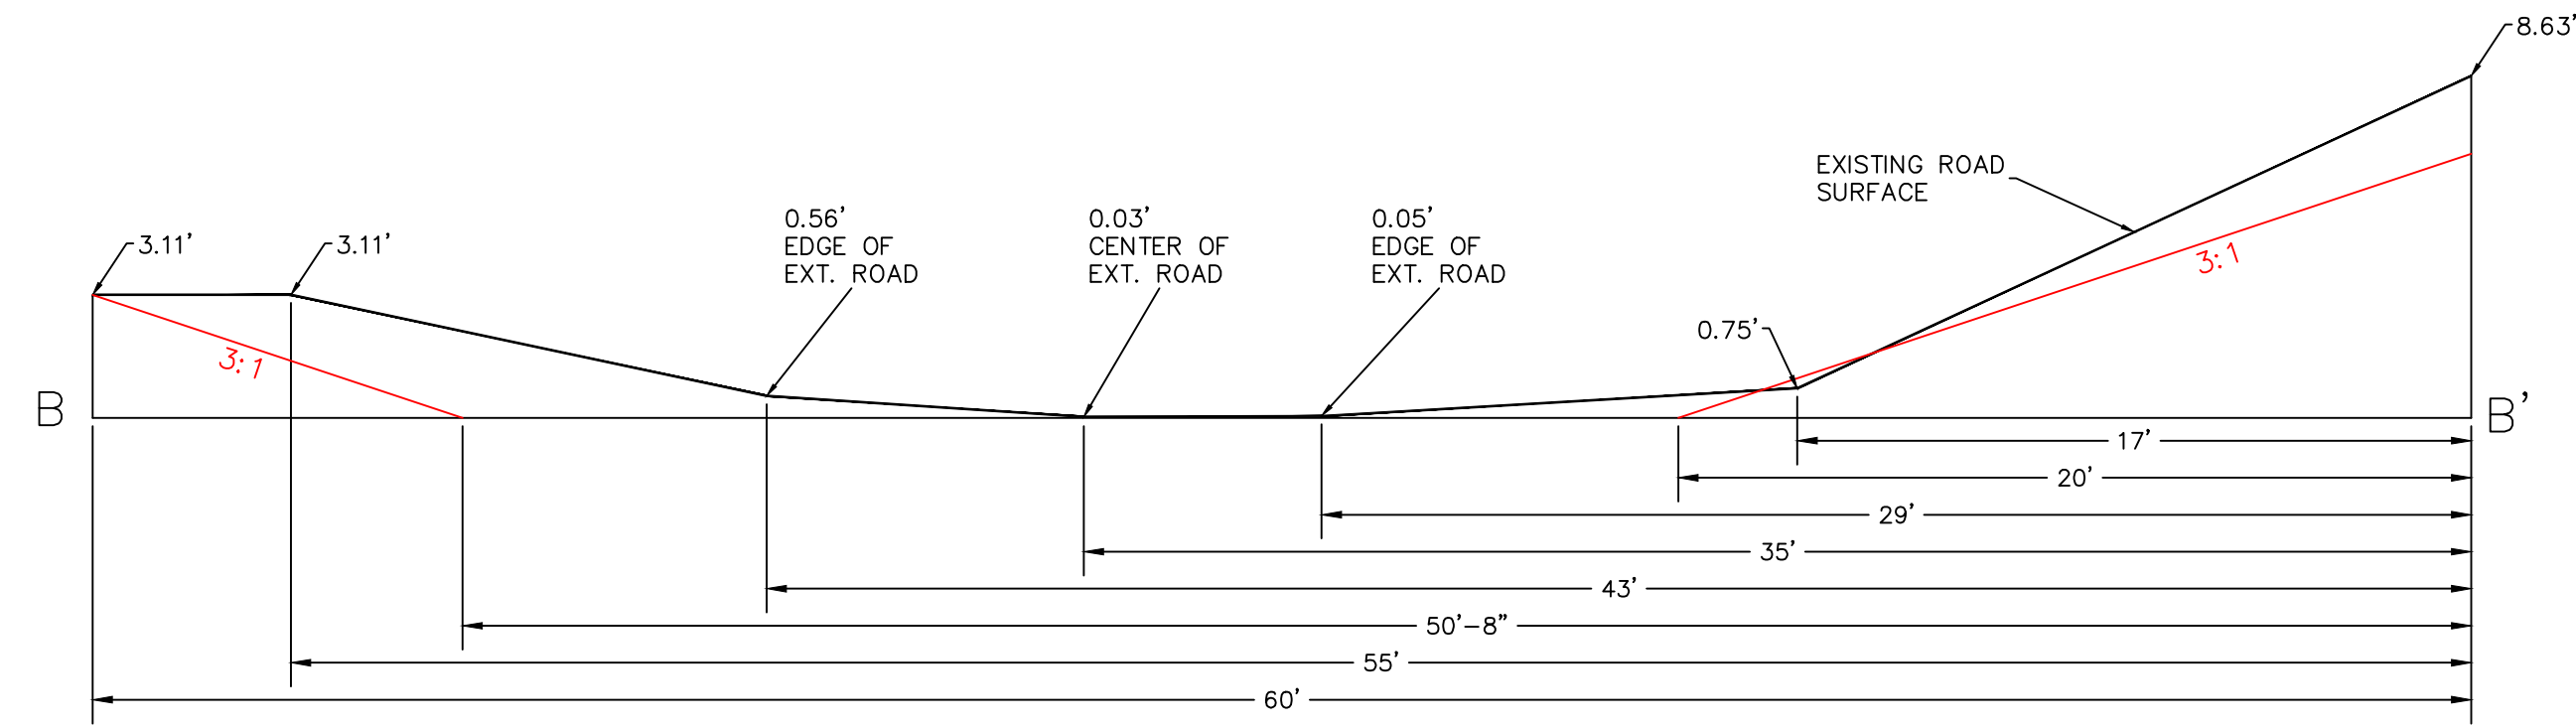 8.63'
EXISTING ROAD
SURFACE
0.56'
EDGE OF
EXT. ROAD
0.03'
CENTER OF
EXT. ROAD
0.05'
EDGE OF
EXT. ROAD
3.11'
3.11'
3:1
0.75'
3:1
B
B'
17'
20'
29'
35'
43'
50'-8"
55'
60'